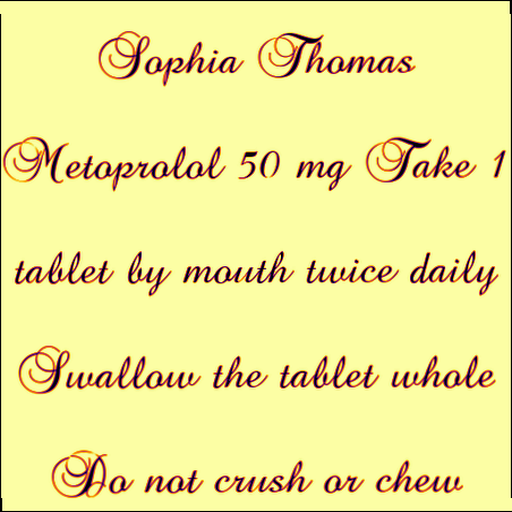 Sophia Thomas
Metoprolol 50 mg Take 1
tablet by mouth twice daily
Swallow the tablet whole
Do not crush or chew